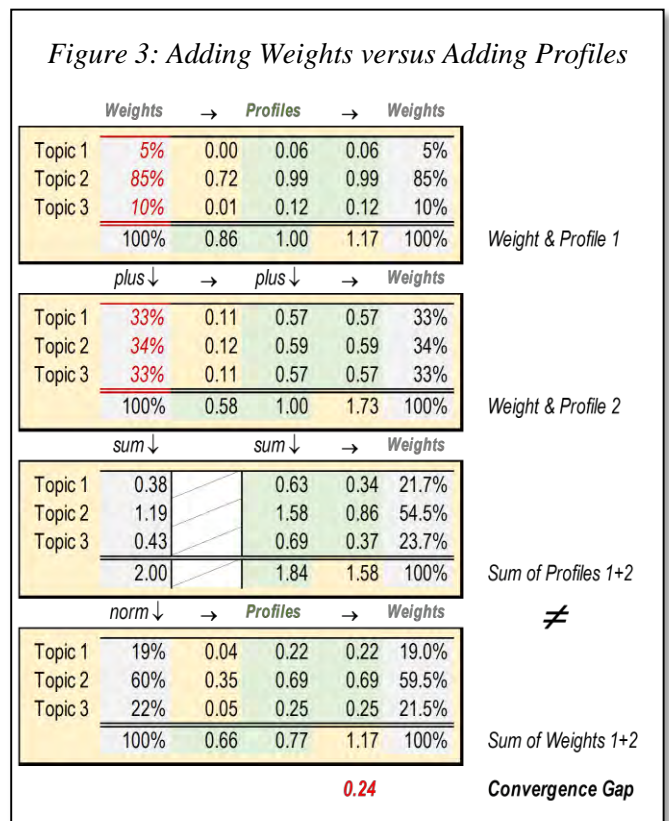 Figure 3: Adding Weights versus Adding Profiles
Weights → Profiles → Weights
Topic 1 5% 0.00 0.06 0.06 5%
Topic 2 85% 0.72 0.99 0.99 85%
Topic 3 10% 0.01 0.12 0.12 10%
100% 0.86 1.00 1.17 100% Weight & Profile 1
plus ↓ → plus ↓ → Weights
Topic 1 33% 0.11 0.57 0.57 33%
Topic 2 34% 0.12 0.59 0.59 34%
Topic 3 33% 0.11 0.57 0.57 33%
100% 0.58 1.00 1.73 100% Weight & Profile 2
sum ↓ sum ↓ → Weights
Topic 1 0.38 0.63 0.34 21.7%
Topic 2 1.19 1.58 0.86 54.5%
Topic 3 0.43 0.69 0.37 23.7%
2.00 1.84 1.58 100% Sum of Profiles 1+2
norm ↓ → Profiles → Weights ≠
Topic 1 19% 0.04 0.22 0.22 19.0%
Topic 2 60% 0.35 0.69 0.69 59.5%
Topic 3 22% 0.05 0.25 0.25 21.5%
100% 0.66 0.77 1.17 100% Sum of Weights 1+2
0.24 Convergence Gap